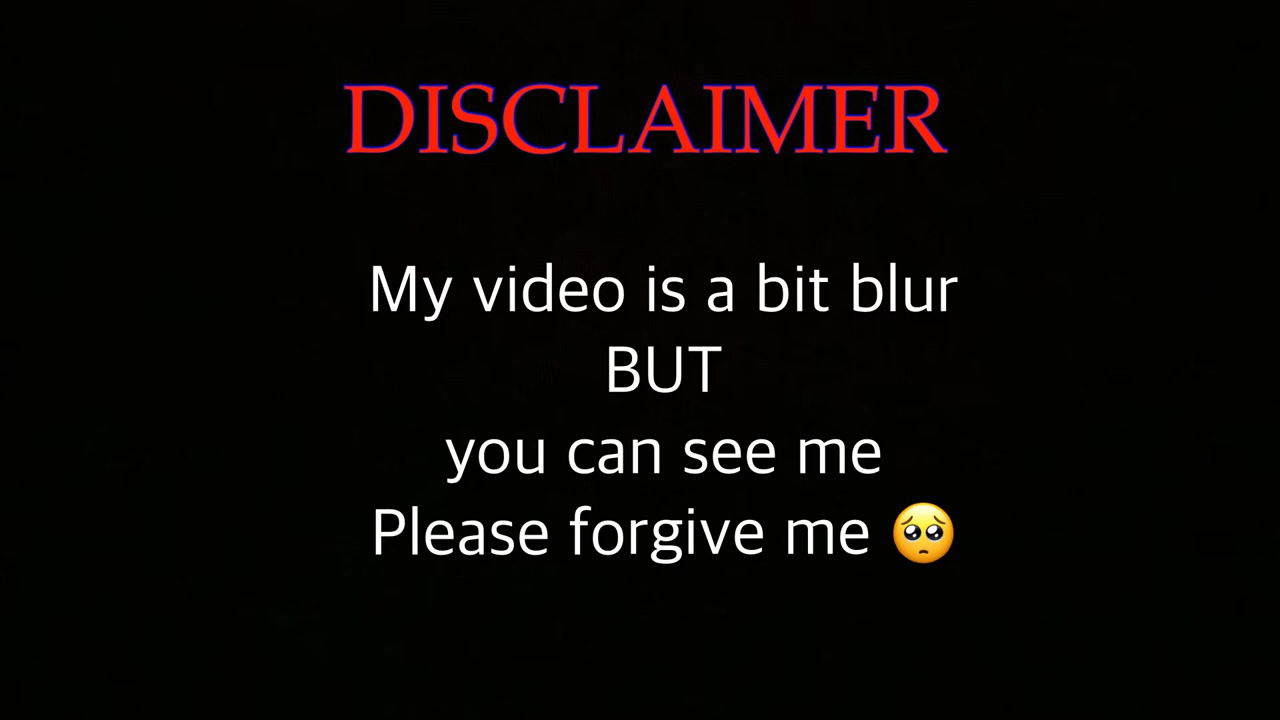 DISCLAIMER
My video is a bit blur
BUT
you can see me
Please forgive me 🥺